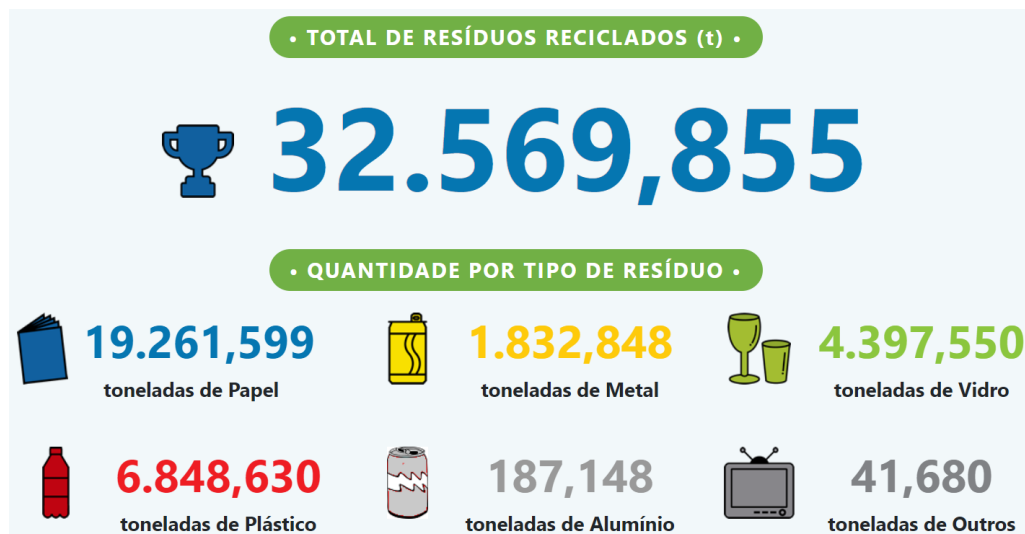 • TOTAL DE RESÍDUOS RECICLADOS (t) •
32.569,855
• QUANTIDADE POR TIPO DE RESÍDUO •
19.261,599
toneladas de Papel
1.832,848
toneladas de Metal
4.397,550
toneladas de Vidro
6.848,630
toneladas de Plástico
187,148
toneladas de Alumínio
41,680
toneladas de Outros